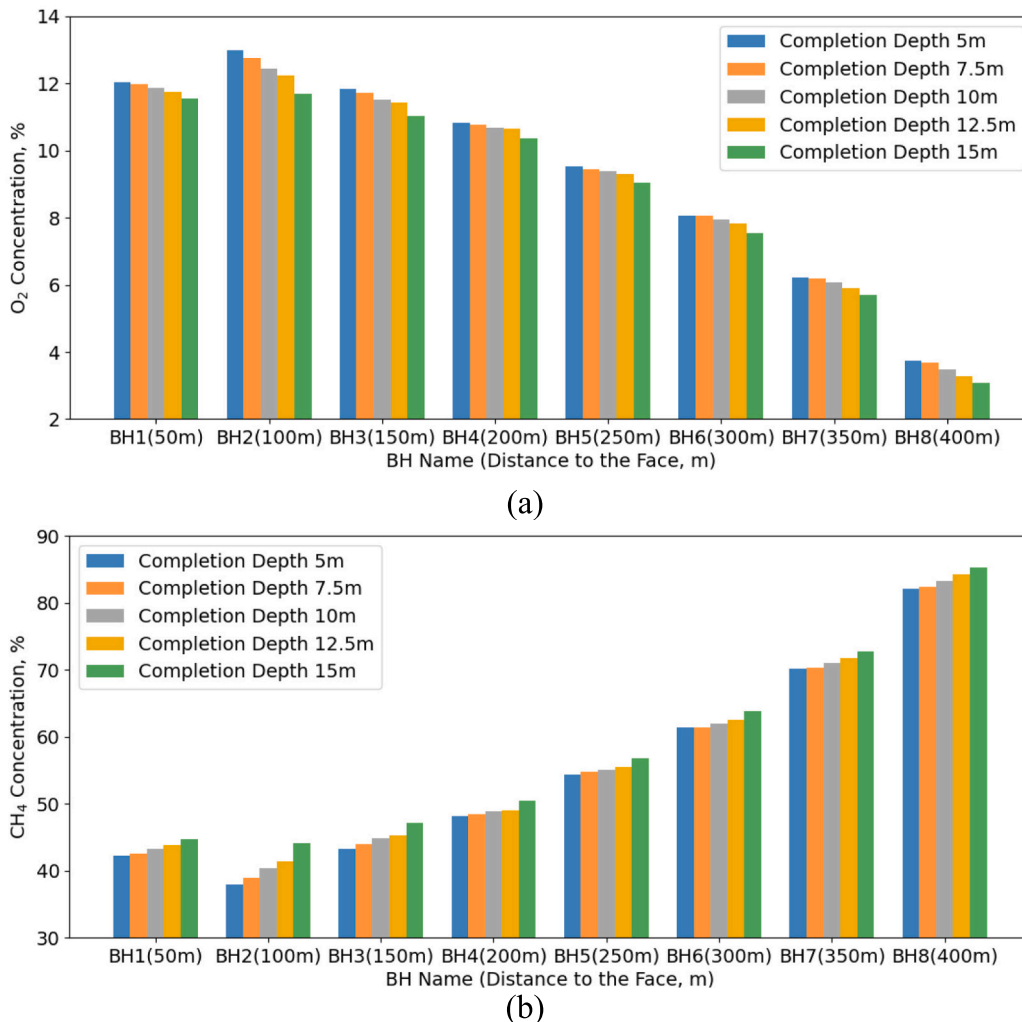 14
12
10
8
6
4
2
O₂ Concentration, %
Completion Depth 5m
Completion Depth 7.5m
Completion Depth 10m
Completion Depth 12.5m
Completion Depth 15m
BH1(50m) BH2(100m) BH3(150m) BH4(200m) BH5(250m) BH6(300m) BH7(350m) BH8(400m)
BH Name (Distance to the Face, m)
(a)
90
80
70
60
50
40
30
CH₄ Concentration, %
Completion Depth 5m
Completion Depth 7.5m
Completion Depth 10m
Completion Depth 12.5m
Completion Depth 15m
BH1(50m) BH2(100m) BH3(150m) BH4(200m) BH5(250m) BH6(300m) BH7(350m) BH8(400m)
BH Name (Distance to the Face, m)
(b)